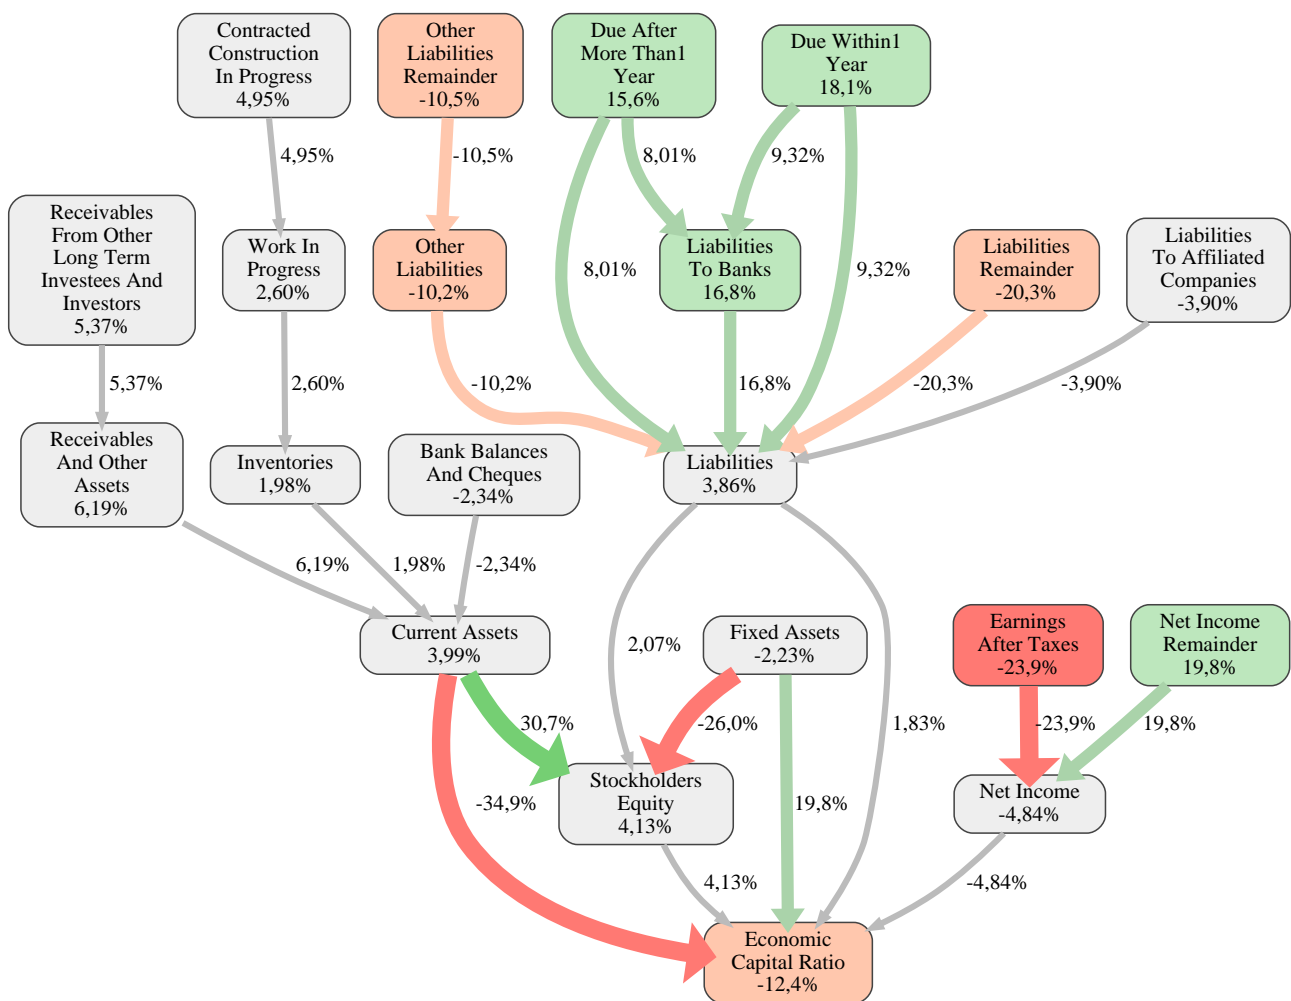 Contracted
Construction
In Progress
4,95%
Other
Liabilities
Remainder
-10,5%
Due After
More Than1
Year
15,6%
Due Within1
Year
18,1%
4,95%
-10,5%
8,01%
9,32%
Receivables
From Other
Long Term
Investees And
Investors
5,37%
Work In
Progress
2,60%
Other
Liabilities
-10,2%
8,01%
Liabilities
To Banks
16,8%
9,32%
Liabilities
Remainder
-20,3%
Liabilities
To Affiliated
Companies
-3,90%
5,37%
2,60%
-10,2%
16,8%
-20,3%
-3,90%
Receivables
And Other
Assets
6,19%
Inventories
1,98%
Bank Balances
And Cheques
-2,34%
Liabilities
3,86%
6,19%
1,98%
-2,34%
Current Assets
3,99%
2,07%
Fixed Assets
-2,23%
Earnings
After Taxes
-23,9%
Net Income
Remainder
19,8%
30,7%
-26,0%
1,83%
-23,9%
19,8%
-34,9%
Stockholders
Equity
4,13%
19,8%
Net Income
-4,84%
4,13%
-4,84%
Economic
Capital Ratio
-12,4%